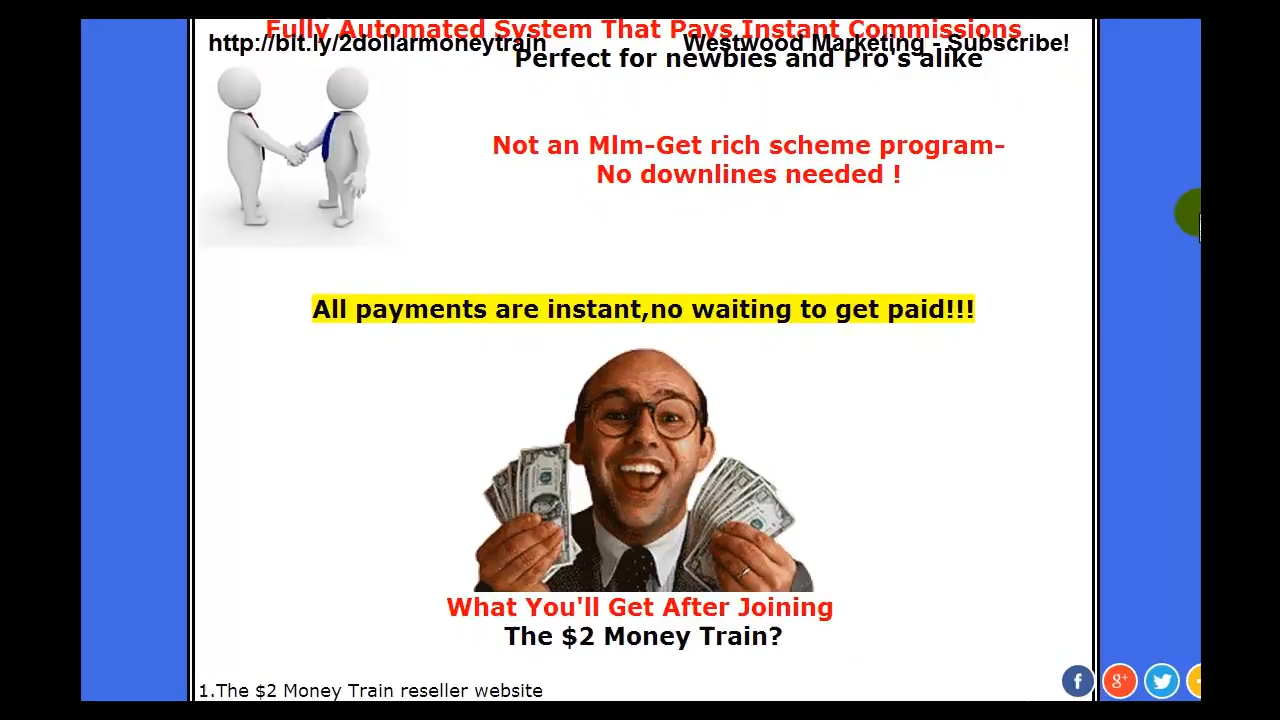 Fully Automated System That Pays Instant Commissions
http://bit.ly/2dollarmoneytrain Westwood Marketing - Subscribe!
Perfect for newbies and Pro's alike
Not an Mlm-Get rich scheme program-
No downlines needed !
All payments are instant,no waiting to get paid!!!
What You'll Get After Joining
The $2 Money Train?
1.The $2 Money Train reseller website
f
8+